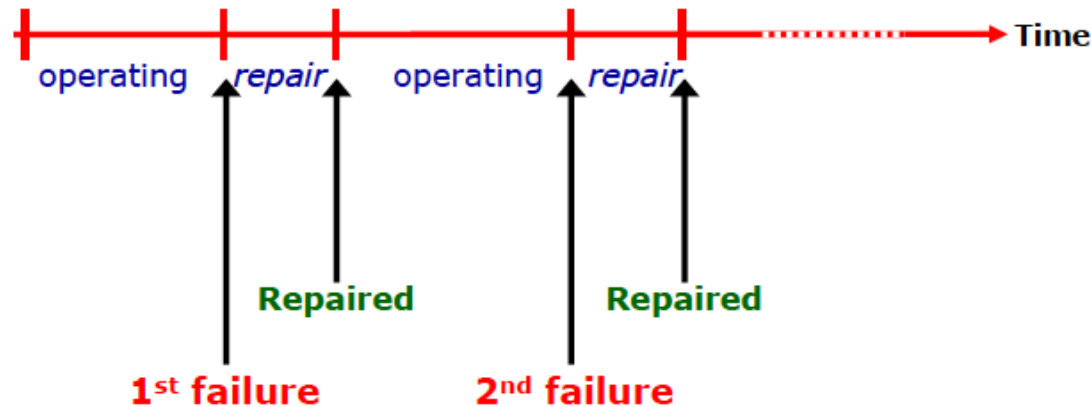 Time
operating repair operating repair
Repaired Repaired
1st failure 2nd failure